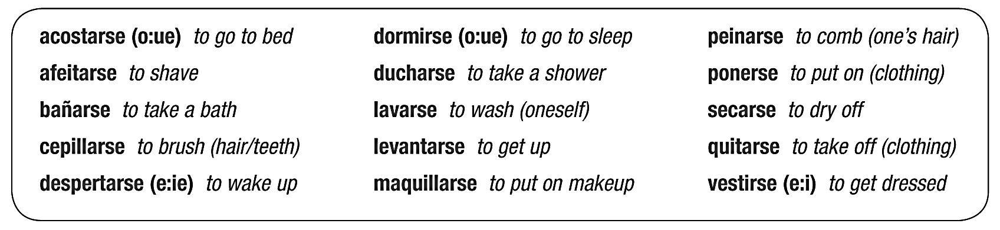 acostarse (o:ue) to go to bed
afeitarse to shave
bañarse to take a bath
cepillarse to brush (hair/teeth)
despertarse (e:ie) to wake up
dormirse (o:ue) to go to sleep
ducharse to take a shower
lavarse to wash (oneself)
levantarse to get up
maquillarse to put on makeup
peinarse to comb (one’s hair)
ponerse to put on (clothing)
secarse to dry off
quitarse to take off (clothing)
vestirse (e:i) to get dressed